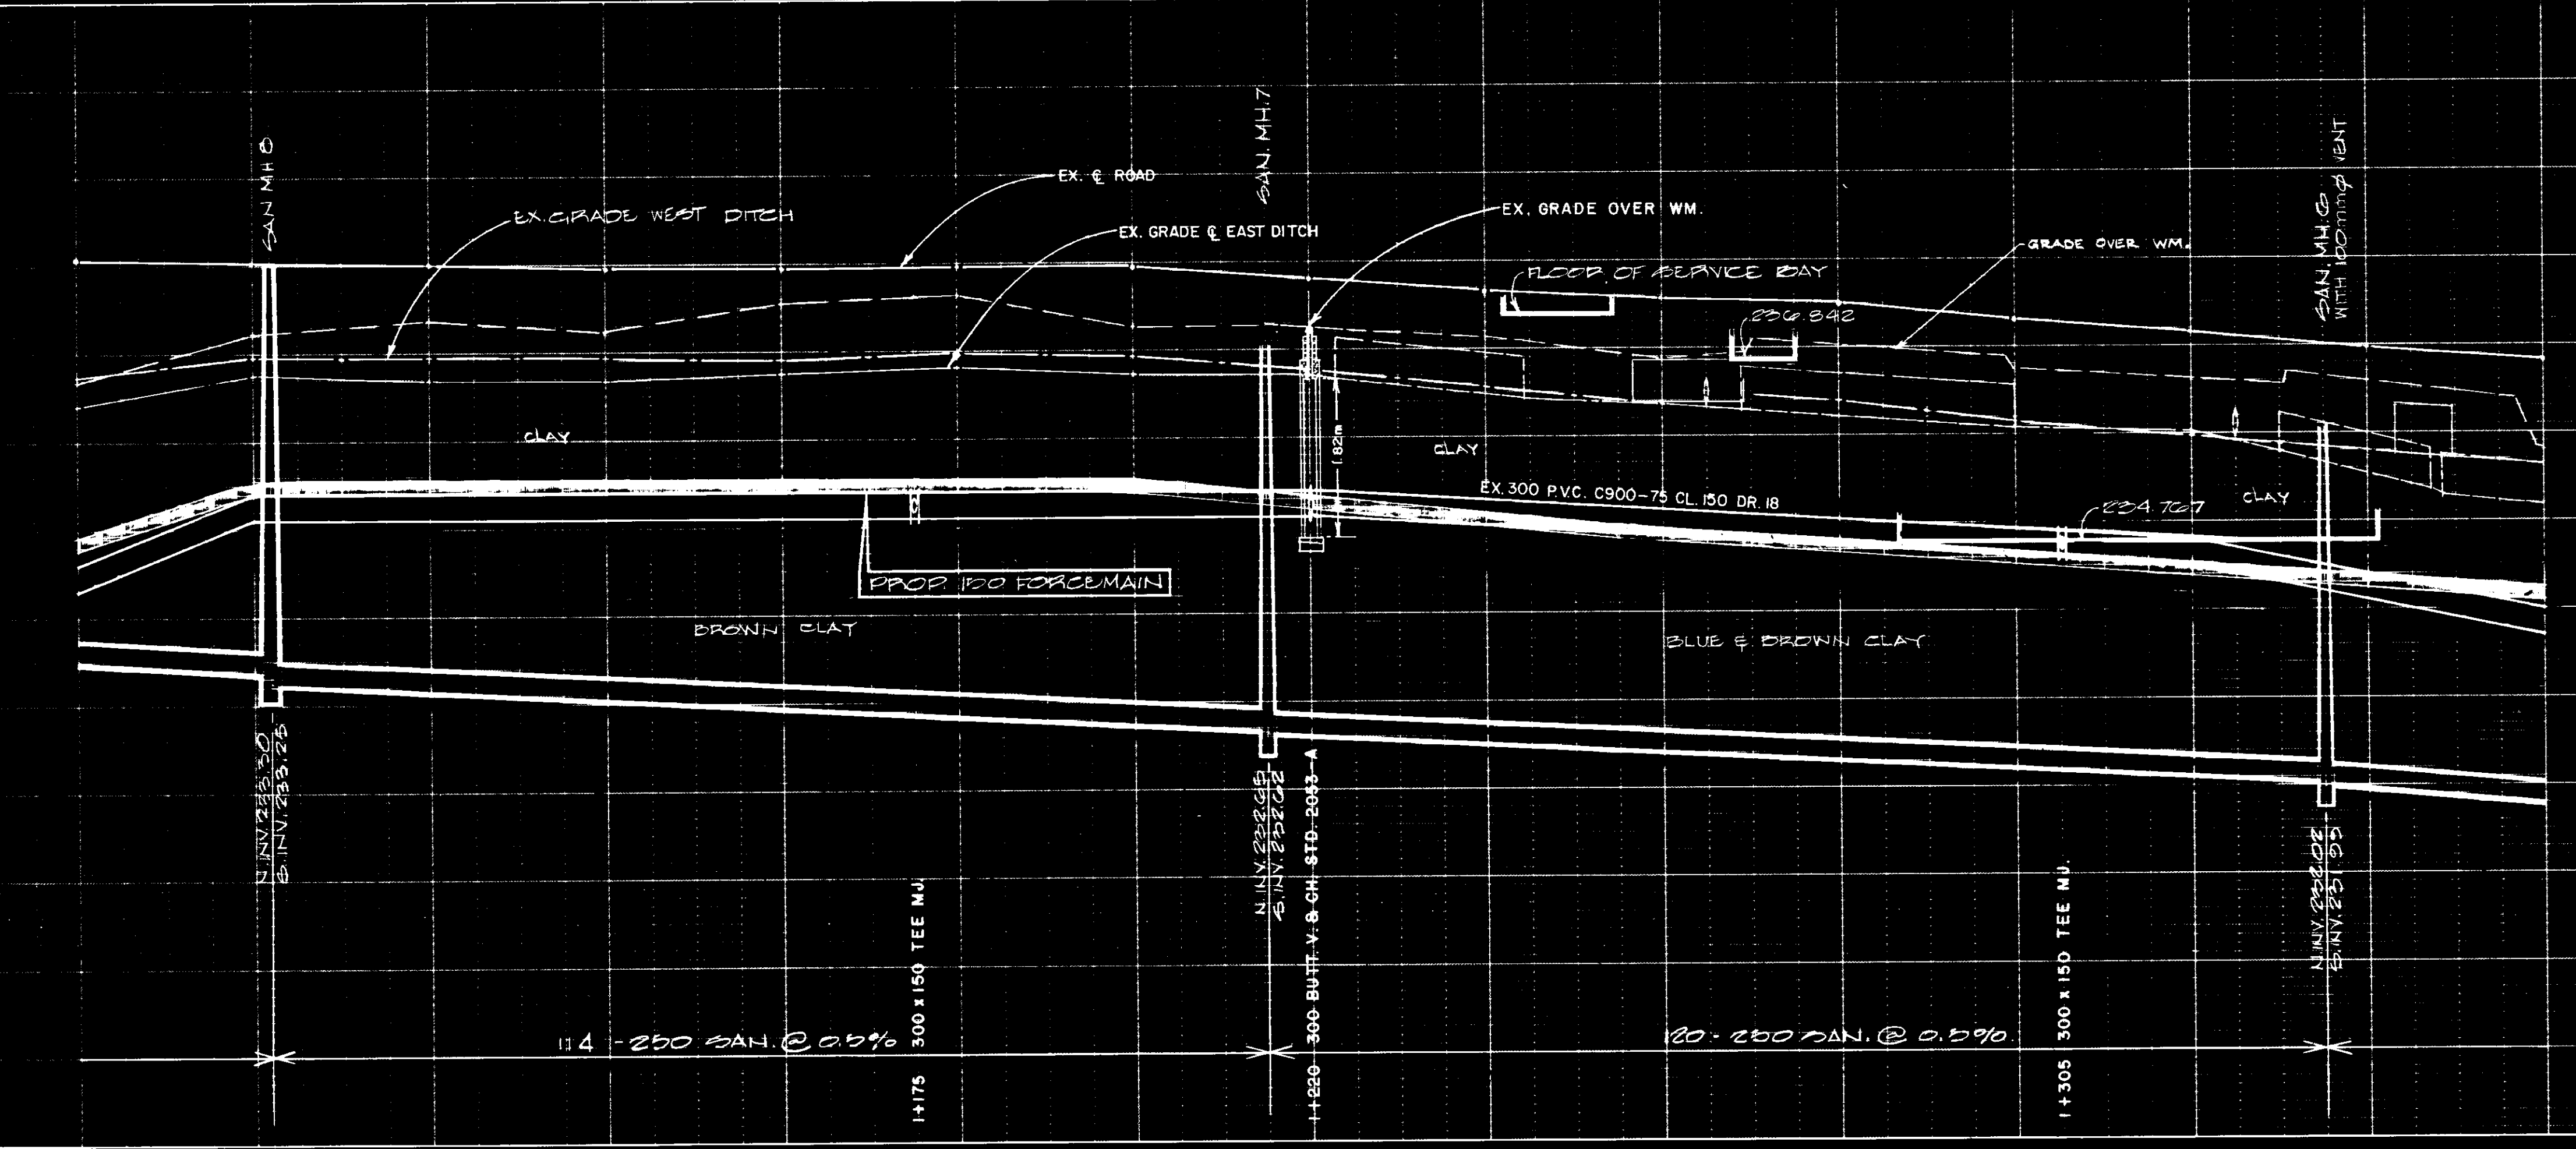 SAN MH 8
SAN. MH.7
SAN. MH.6
WITH 100mmφ VENT
EX. ℄ ROAD
EX. GRADE WEST DITCH
EX. GRADE ℄ EAST DITCH
EX. GRADE OVER WM.
GRADE OVER WM.
FLOOR OF SERVICE BAY
236.842
CLAY
1.82m
CLAY
EX. 300 P.V.C. C900-75 CL.150 DR.18
234.767
CLAY
PROP 150 FORCEMAIN
BROWN CLAY
BLUE & BROWN CLAY
N.INV. 233.30
S.INV. 233.25
N.INV. 232.65
S.INV. 232.62
N.INV. 232.02
S.INV. 231.99
1+175 300 x 150 TEE MJ.
1+220 300 BUTT. V. & CH. STD. 2053-A
1+305 300 x 150 TEE MJ.
114 - 250 SAN. @ 0.5%
120 - 250 SAN. @ 0.5%